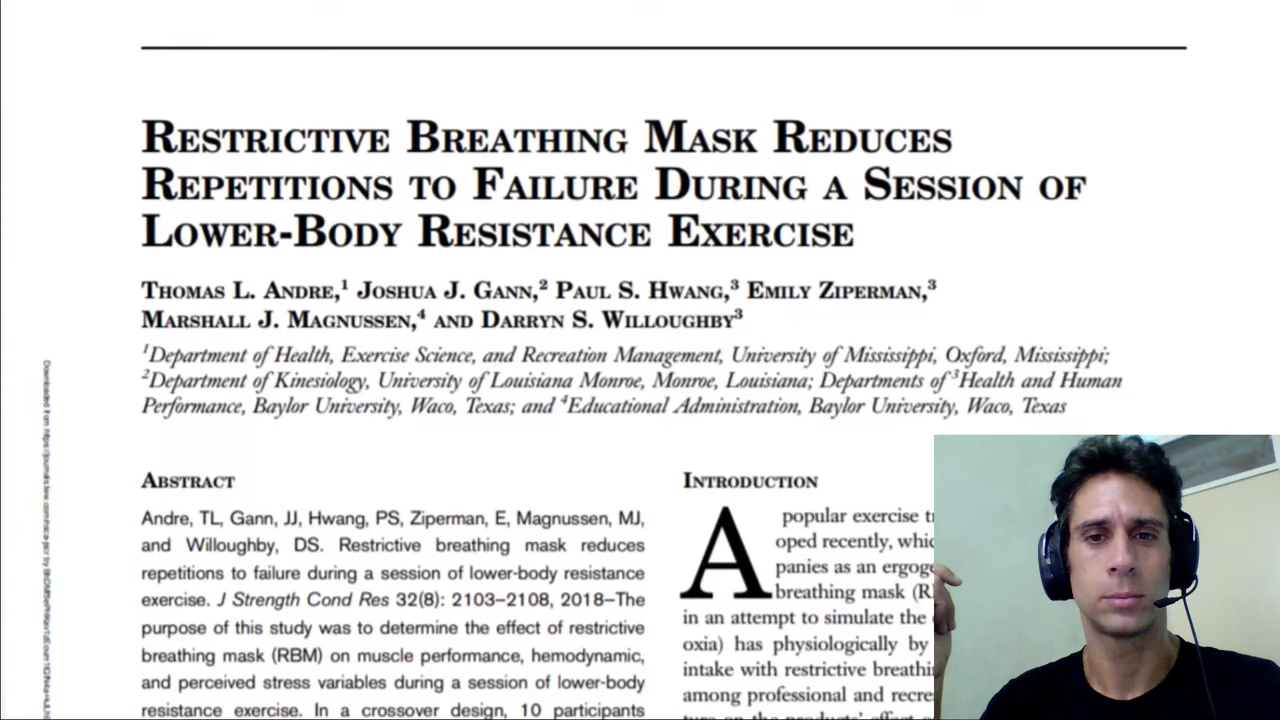 Restrictive Breathing Mask Reduces
Repetitions to Failure During a Session of
Lower-Body Resistance Exercise
Thomas L. Andre,¹ Joshua J. Gann,² Paul S. Hwang,³ Emily Ziperman,³
Marshall J. Magnussen,⁴ and Darryn S. Willoughby³
¹Department of Health, Exercise Science, and Recreation Management, University of Mississippi, Oxford, Mississippi;
²Department of Kinesiology, University of Louisiana Monroe, Monroe, Louisiana; Departments of ³Health and Human
Performance, Baylor University, Waco, Texas; and ⁴Educational Administration, Baylor University, Waco, Texas
Abstract
Andre, TL, Gann, JJ, Hwang, PS, Ziperman, E, Magnussen, MJ,
and Willoughby, DS. Restrictive breathing mask reduces
repetitions to failure during a session of lower-body resistance
exercise. J Strength Cond Res 32(8): 2103–2108, 2018—The
purpose of this study was to determine the effect of restrictive
breathing mask (RBM) on muscle performance, hemodynamic,
and perceived stress variables during a session of lower-body
resistance exercise. In a crossover design, 10 participants
Introduction
A popular exercise
oped recently,
panies as an
breathing mask
in an attempt to simulate the
oxia) has physiologically by
intake with restrictive
among professional and
Downloaded from